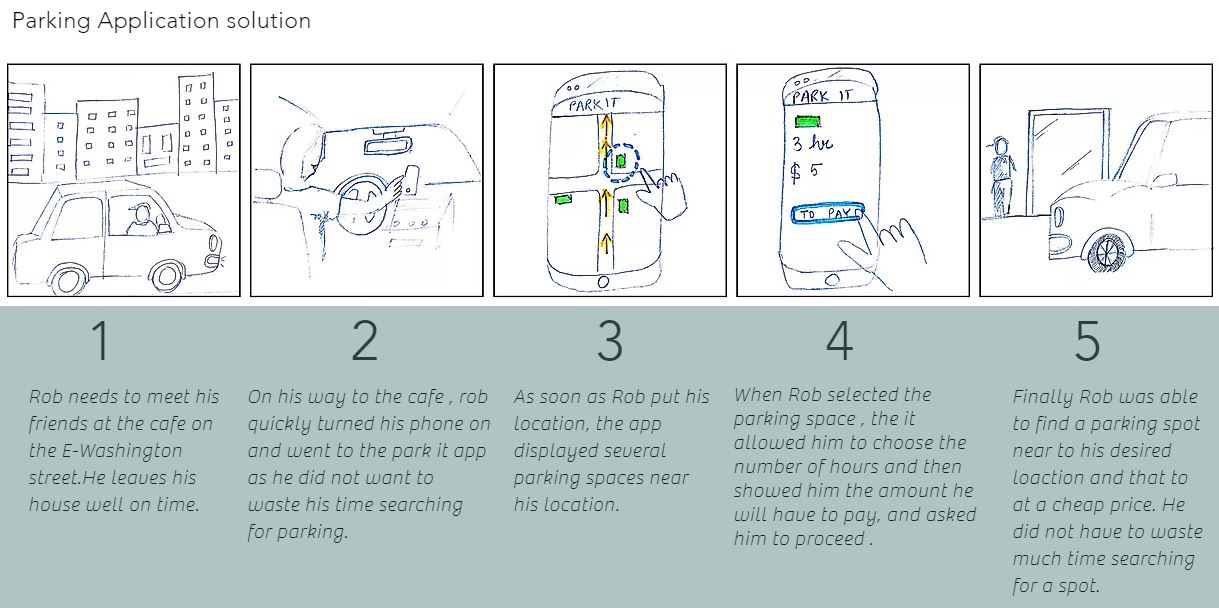 Parking Application solution
PARKIT
PARK IT
3 hr
$ 5
TO PAY
1
Rob needs to meet his
friends at the cafe on
the E-Washington
street.He leaves his
house well on time.
2
On his way to the cafe , rob
quickly turned his phone on
and went to the park it app
as he did not want to
waste his time searching
for parking.
3
As soon as Rob put his
location, the app
displayed several
parking spaces near
his location.
4
When Rob selected the
parking space , the it
allowed him to choose the
number of hours and then
showed him the amount he
will have to pay, and asked
him to proceed .
5
Finally Rob was able
to find a parking spot
near to his desired
loaction and that to
at a cheap price. He
did not have to waste
much time searching
for a spot.